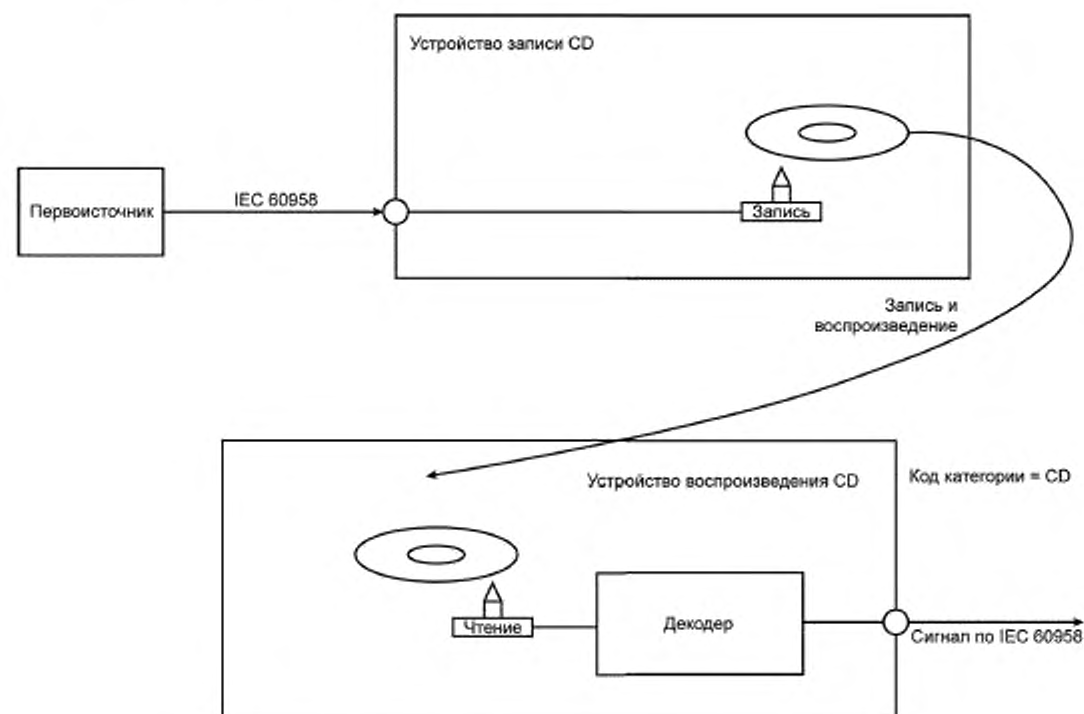 Устройство записи CD
Первоисточник
IEC 60958
Запись
Запись и
воспроизведение
Устройство воспроизведения CD
Код категории = CD
Чтение
Декодер
Сигнал по IEC 60958